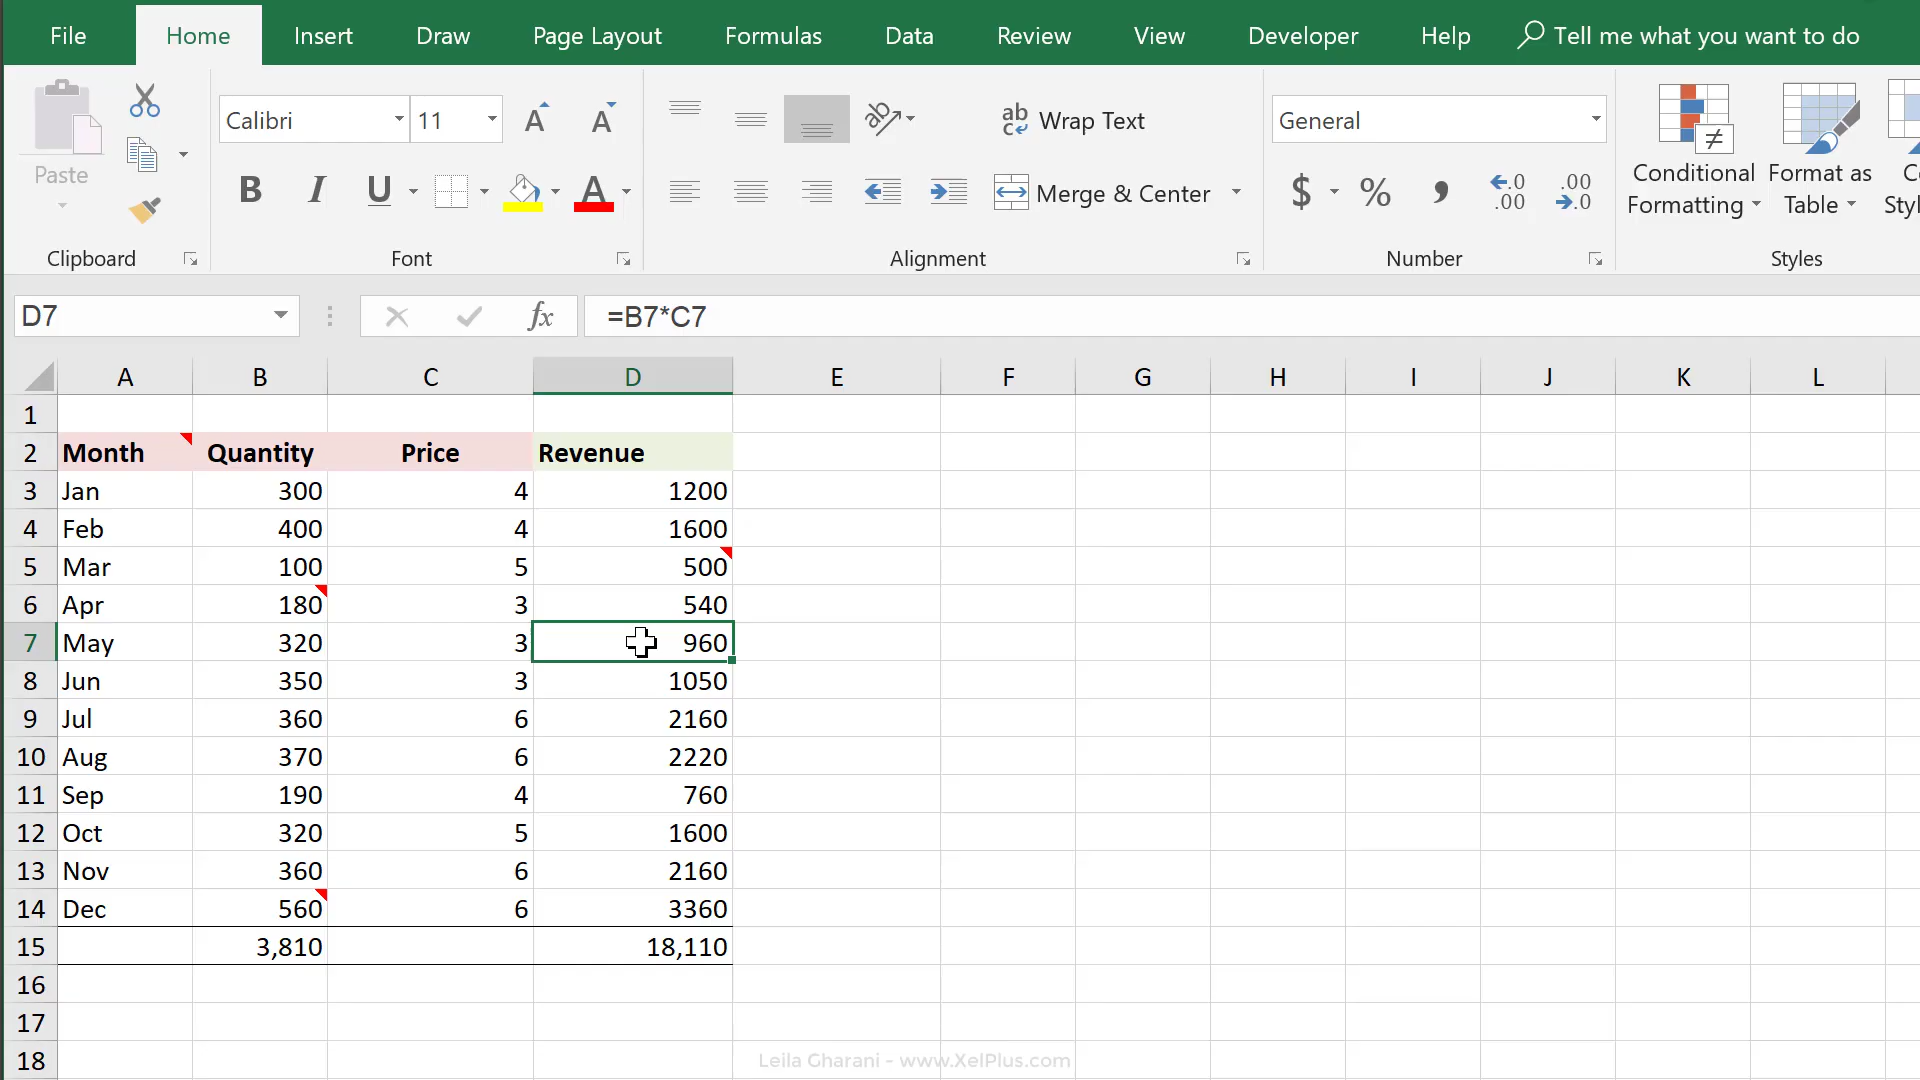 File Home Insert Draw Page Layout Formulas Data Review View Developer Help Tell me what you want to do
Calibri 11 A A ab Wrap Text General
Paste B I U A Merge & Center $ % , .0 .00 .00 .0 Conditional Formatting Format as Table
Clipboard Font Alignment Number Styles
D7 fx =B7*C7
A B C D E F G H I J K L
1
2 Month Quantity Price Revenue
3 Jan 300 4 1200
4 Feb 400 4 1600
5 Mar 100 5 500
6 Apr 180 3 540
7 May 320 3 960
8 Jun 350 3 1050
9 Jul 360 6 2160
10 Aug 370 6 2220
11 Sep 190 4 760
12 Oct 320 5 1600
13 Nov 360 6 2160
14 Dec 560 6 3360
15 3,810 18,110
16
17
18
Leila Gharani - www.XelPlus.com